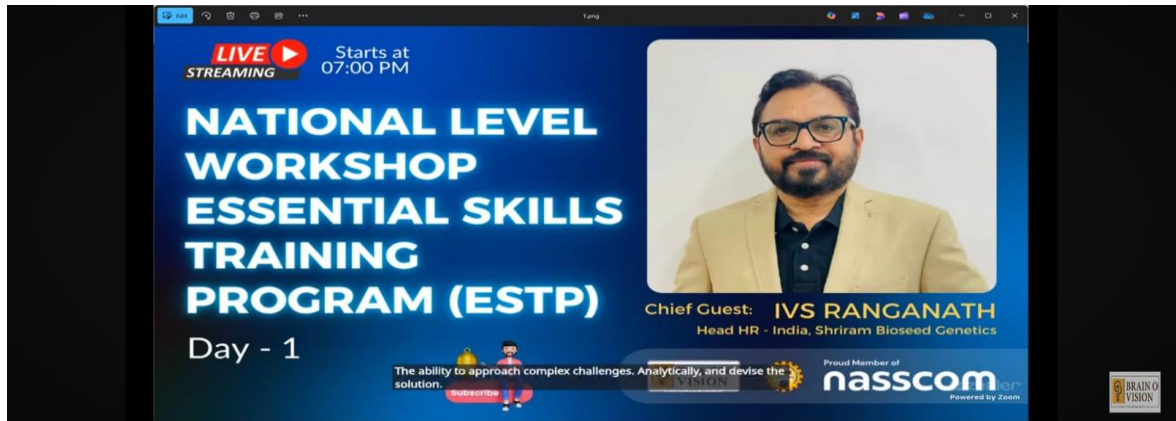 Edit
1.png
LIVE
STREAMING
Starts at
07:00 PM
NATIONAL LEVEL
WORKSHOP
ESSENTIAL SKILLS
TRAINING
PROGRAM (ESTP)
Day - 1
Chief Guest: IVS RANGANATH
Head HR - India, Shriram Bioseed Genetics
The ability to approach complex challenges. Analytically, and devise the
solution.
Subscribe
VISION
Proud Member of
nasscom
Powered by Zoom
BRAIN O
VISION